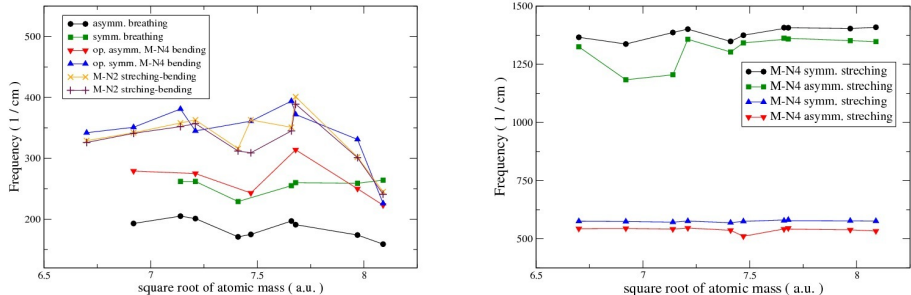 asymm. breathing
symm. breathing
op. asymm. M-N4 bending
op. symm. M-N4 bending
M-N2 streching-bending
M-N2 strching-bending
500
400
300
200
6.5
7
7.5
8
Frequency ( 1 / cm )
square root of atomic mass ( a.u. )
M-N4 symm. streching
M-N4 asymm. streching
M-N4 symm. streching
M-N4 asymm. streching
1500
1250
1000
750
500
6.5
7
7.5
8
Frequency ( 1 / cm )
square root of atomic mass ( a.u. )